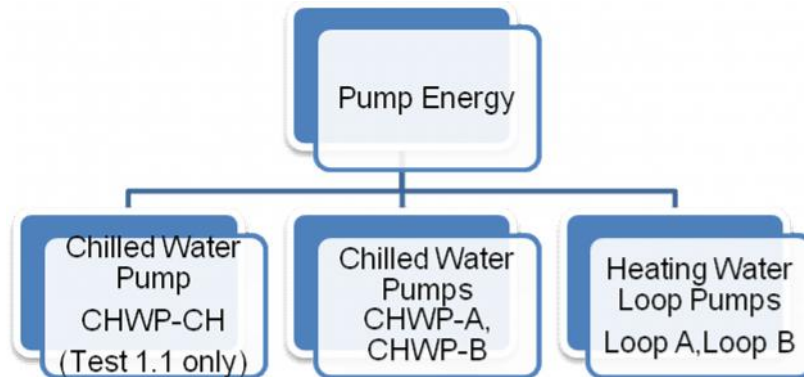 Pump Energy
Chilled Water
Pump
CHWP-CH
(Test 1.1 only)
Chilled Water
Pumps
CHWP-A,
CHWP-B
Heating Water
Loop Pumps
Loop A,Loop B